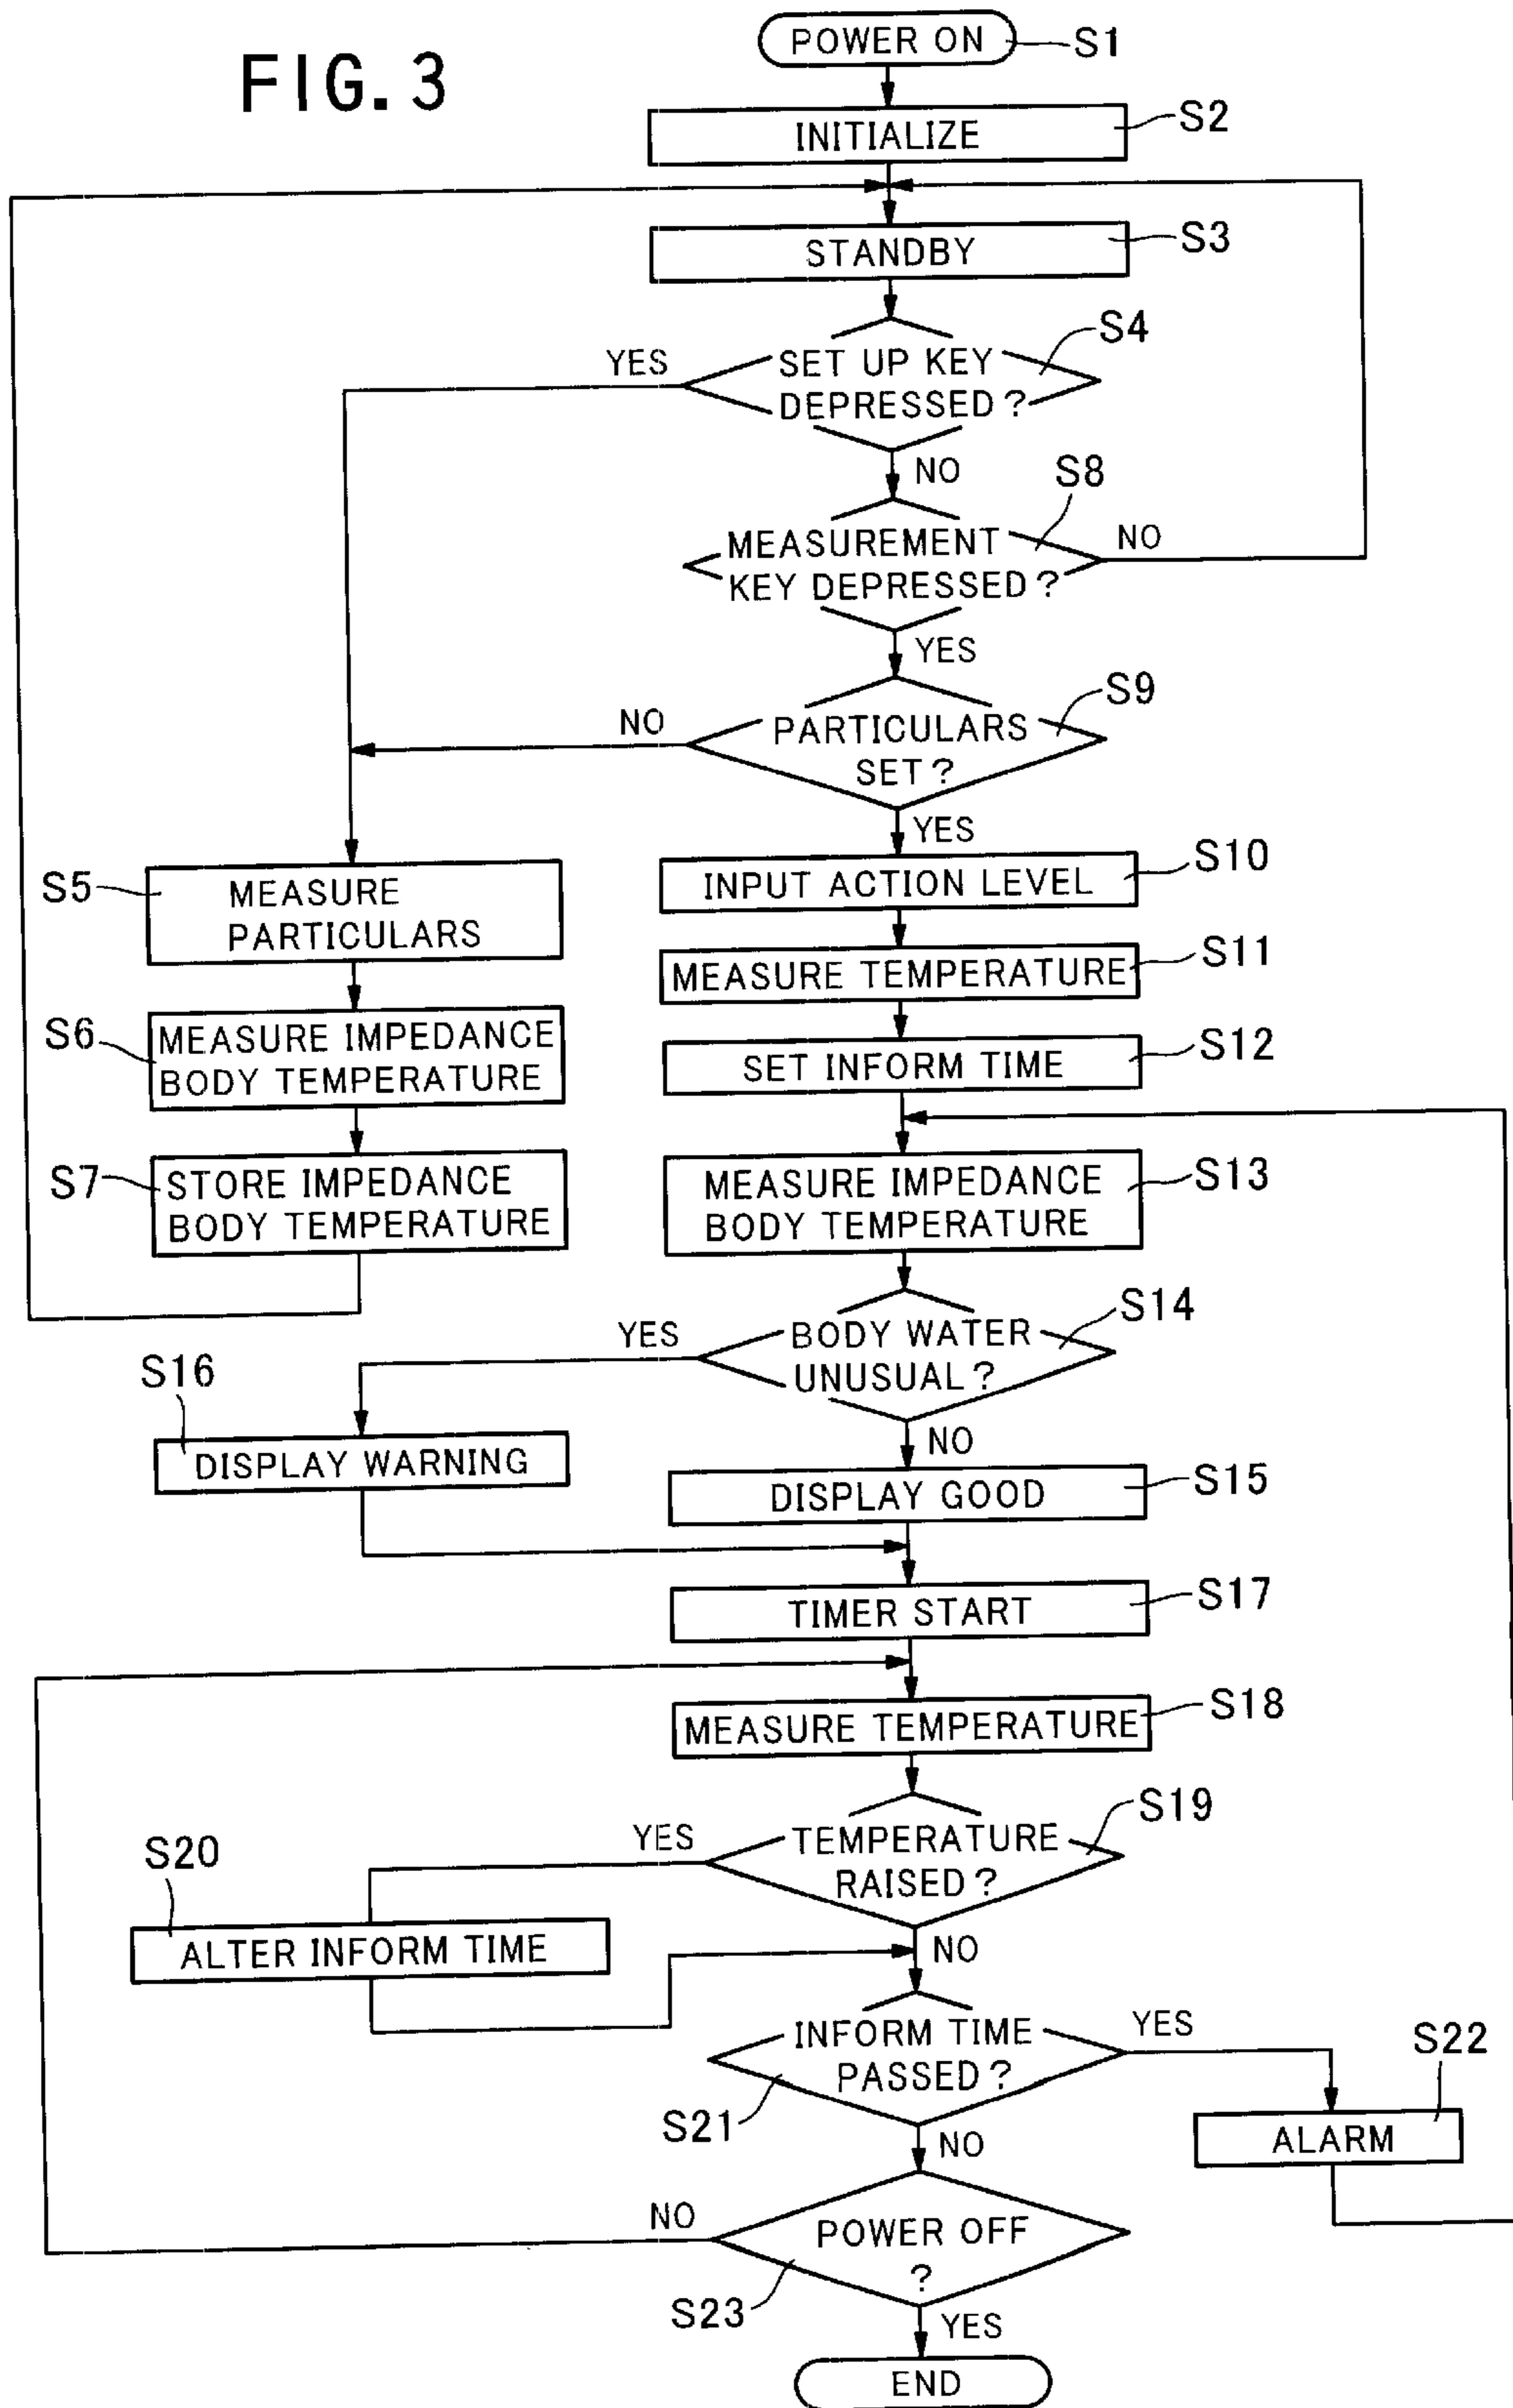 FIG. 3
POWER ON
S1
INITIALIZE
S2
STANDBY
S3
SET UP KEY
DEPRESSED?
S4
YES
NO
MEASUREMENT
KEY DEPRESSED?
S8
NO
YES
PARTICULARS
SET?
S9
NO
YES
S5
MEASURE
PARTICULARS
INPUT ACTION LEVEL
S10
MEASURE TEMPERATURE
S11
S6
MEASURE IMPEDANCE
BODY TEMPERATURE
SET INFORM TIME
S12
S7
STORE IMPEDANCE
BODY TEMPERATURE
MEASURE IMPEDANCE
BODY TEMPERATURE
S13
BODY WATER
UNUSUAL?
S14
YES
NO
S16
DISPLAY WARNING
DISPLAY GOOD
S15
TIMER START
S17
MEASURE TEMPERATURE
S18
TEMPERATURE
RAISED?
S19
YES
NO
S20
ALTER INFORM TIME
INFORM TIME
PASSED?
S21
YES
NO
S22
ALARM
POWER OFF
?
S23
NO
YES
END